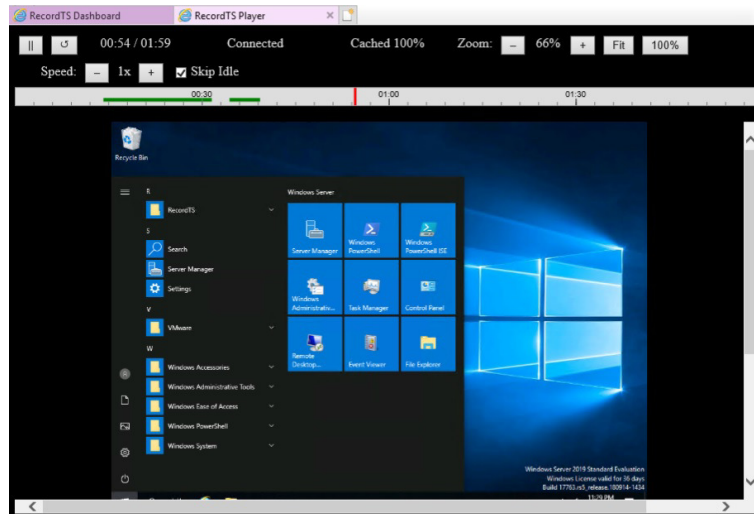 RecordTS Dashboard RecordTS Player
00:54 / 01:59 Connected Cached 100% Zoom: – 66% + Fit 100%
Speed: – 1x + Skip Idle
00:30 01:00 01:30
Recycle Bin
R
RecordTS
S
Search
Server Manager
Settings
V
VMware
W
Windows Accessories
Windows Administrative Tools
Windows Ease of Access
Windows PowerShell
Windows System
Windows Server
Server Manager Windows PowerShell Windows PowerShell ISE
Windows Administrativ... Task Manager Control Panel
Remote Desktop... Event Viewer File Explorer
Windows Server 2019 Standard Evaluation
Windows License valid for 36 days
Build 17763.rs5_release.180914-1434
11:29 PM